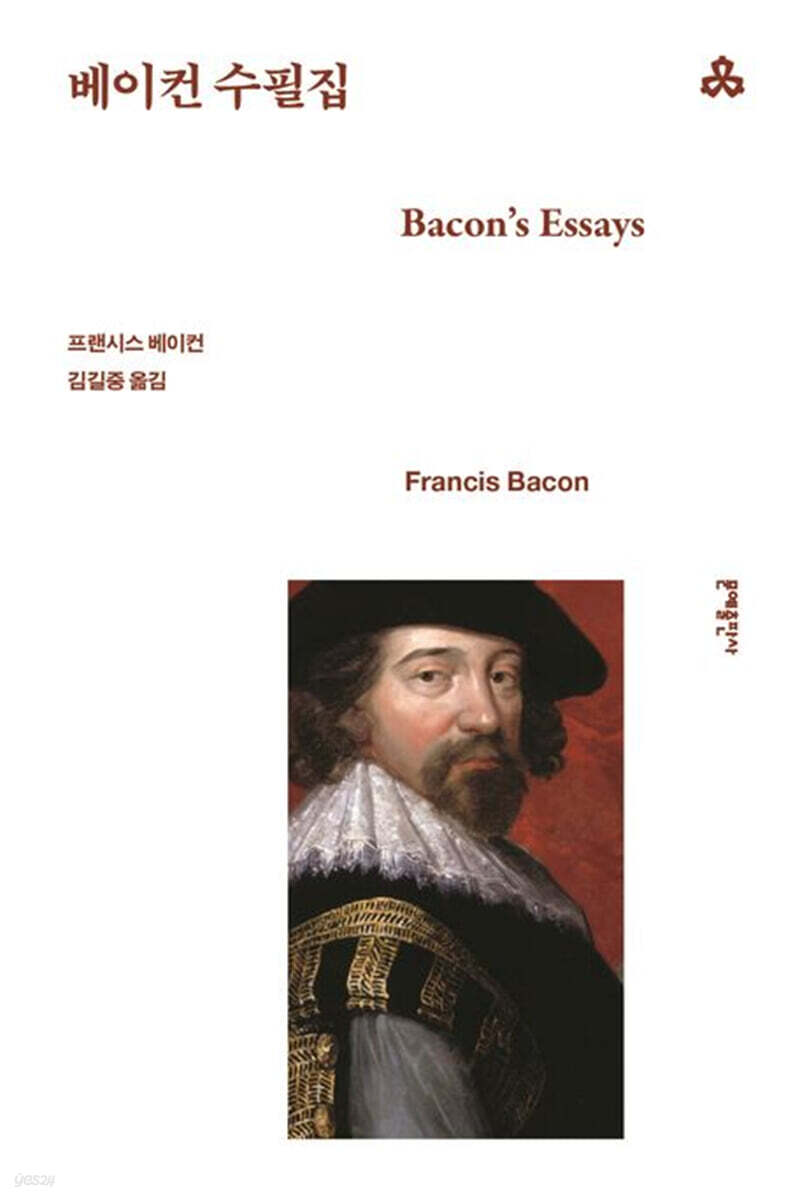 베이컨 수필집
Bacon's Essays
프랜시스 베이컨
김길중 옮김
Francis Bacon
문예출판사
yes24